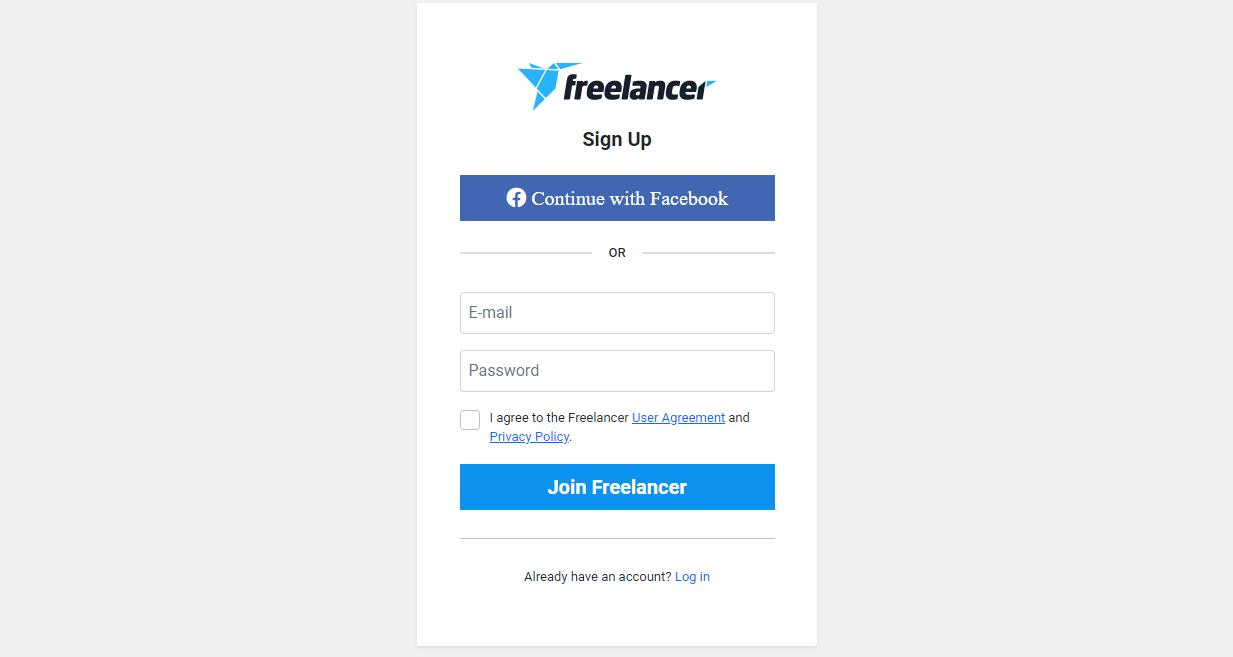 freelancer
Sign Up
Continue with Facebook
OR
E-mail
Password
I agree to the Freelancer User Agreement and
Privacy Policy.
Join Freelancer
Already have an account? Log in